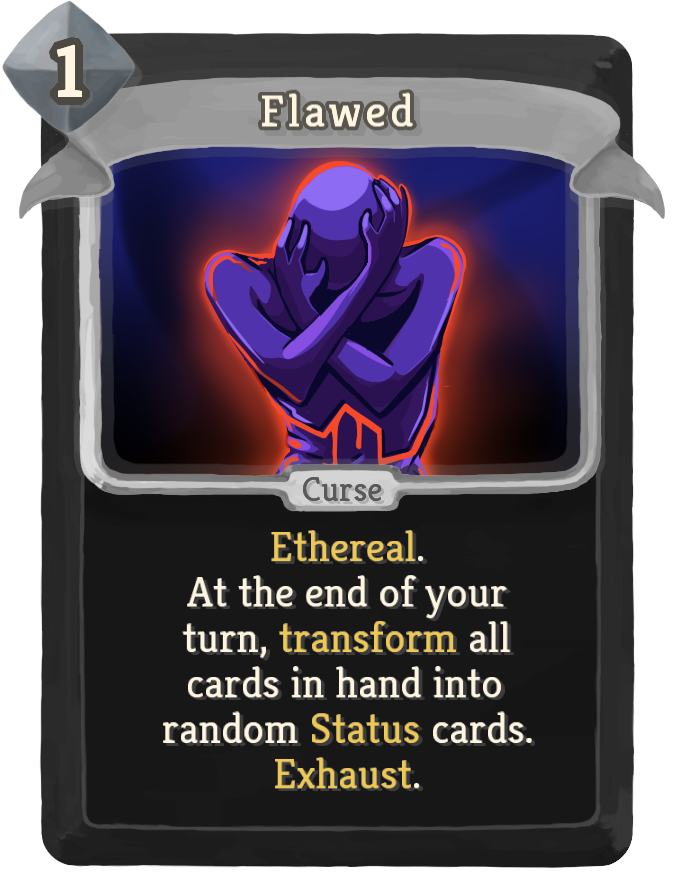 1
Flawed
Curse
Ethereal.
At the end of your
turn, transform all
cards in hand into
random Status cards.
Exhaust.